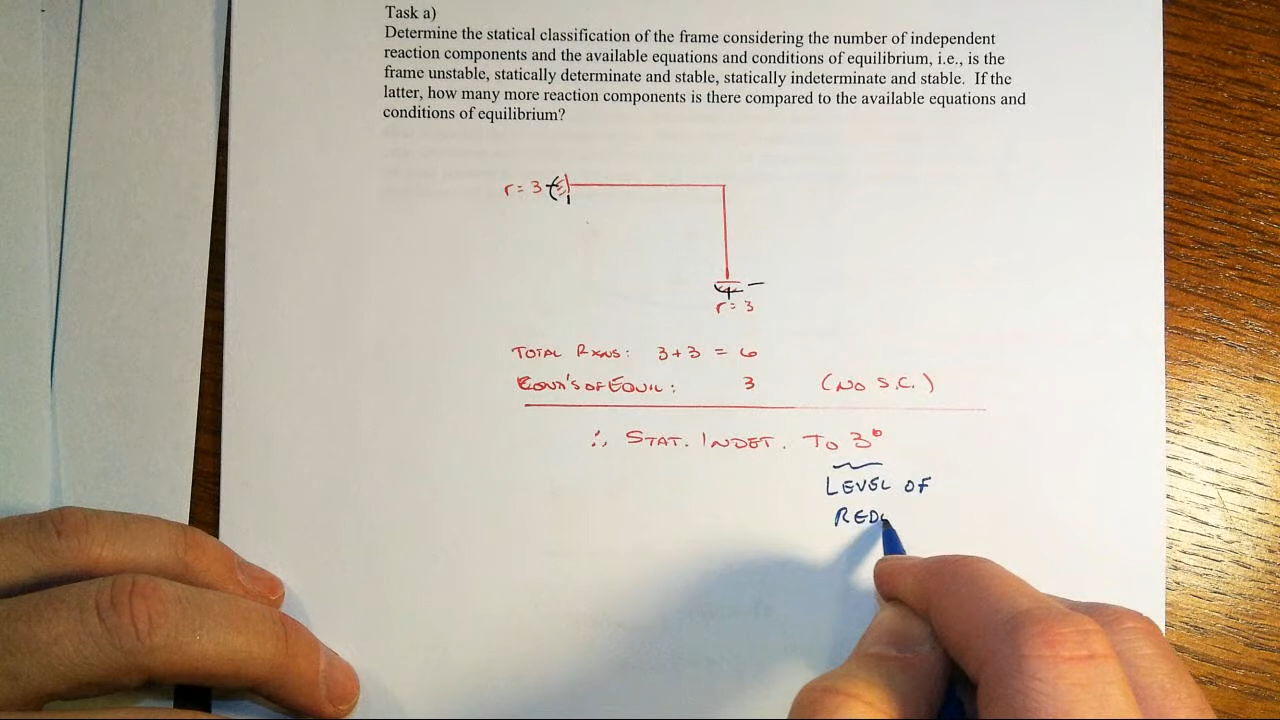 Task a)
Determine the statical classification of the frame considering the number of independent
reaction components and the available equations and conditions of equilibrium, i.e., is the
frame unstable, statically determinate and stable, statically indeterminate and stable. If the
latter, how many more reaction components is there compared to the available equations and
conditions of equilibrium?
r = 3
r = 3
TOTAL RXNS: 3 + 3 = 6
EQUIL: 3 (NO S.C.)
∴ STAT. INDET. TO 3°
LEVEL OF
RED